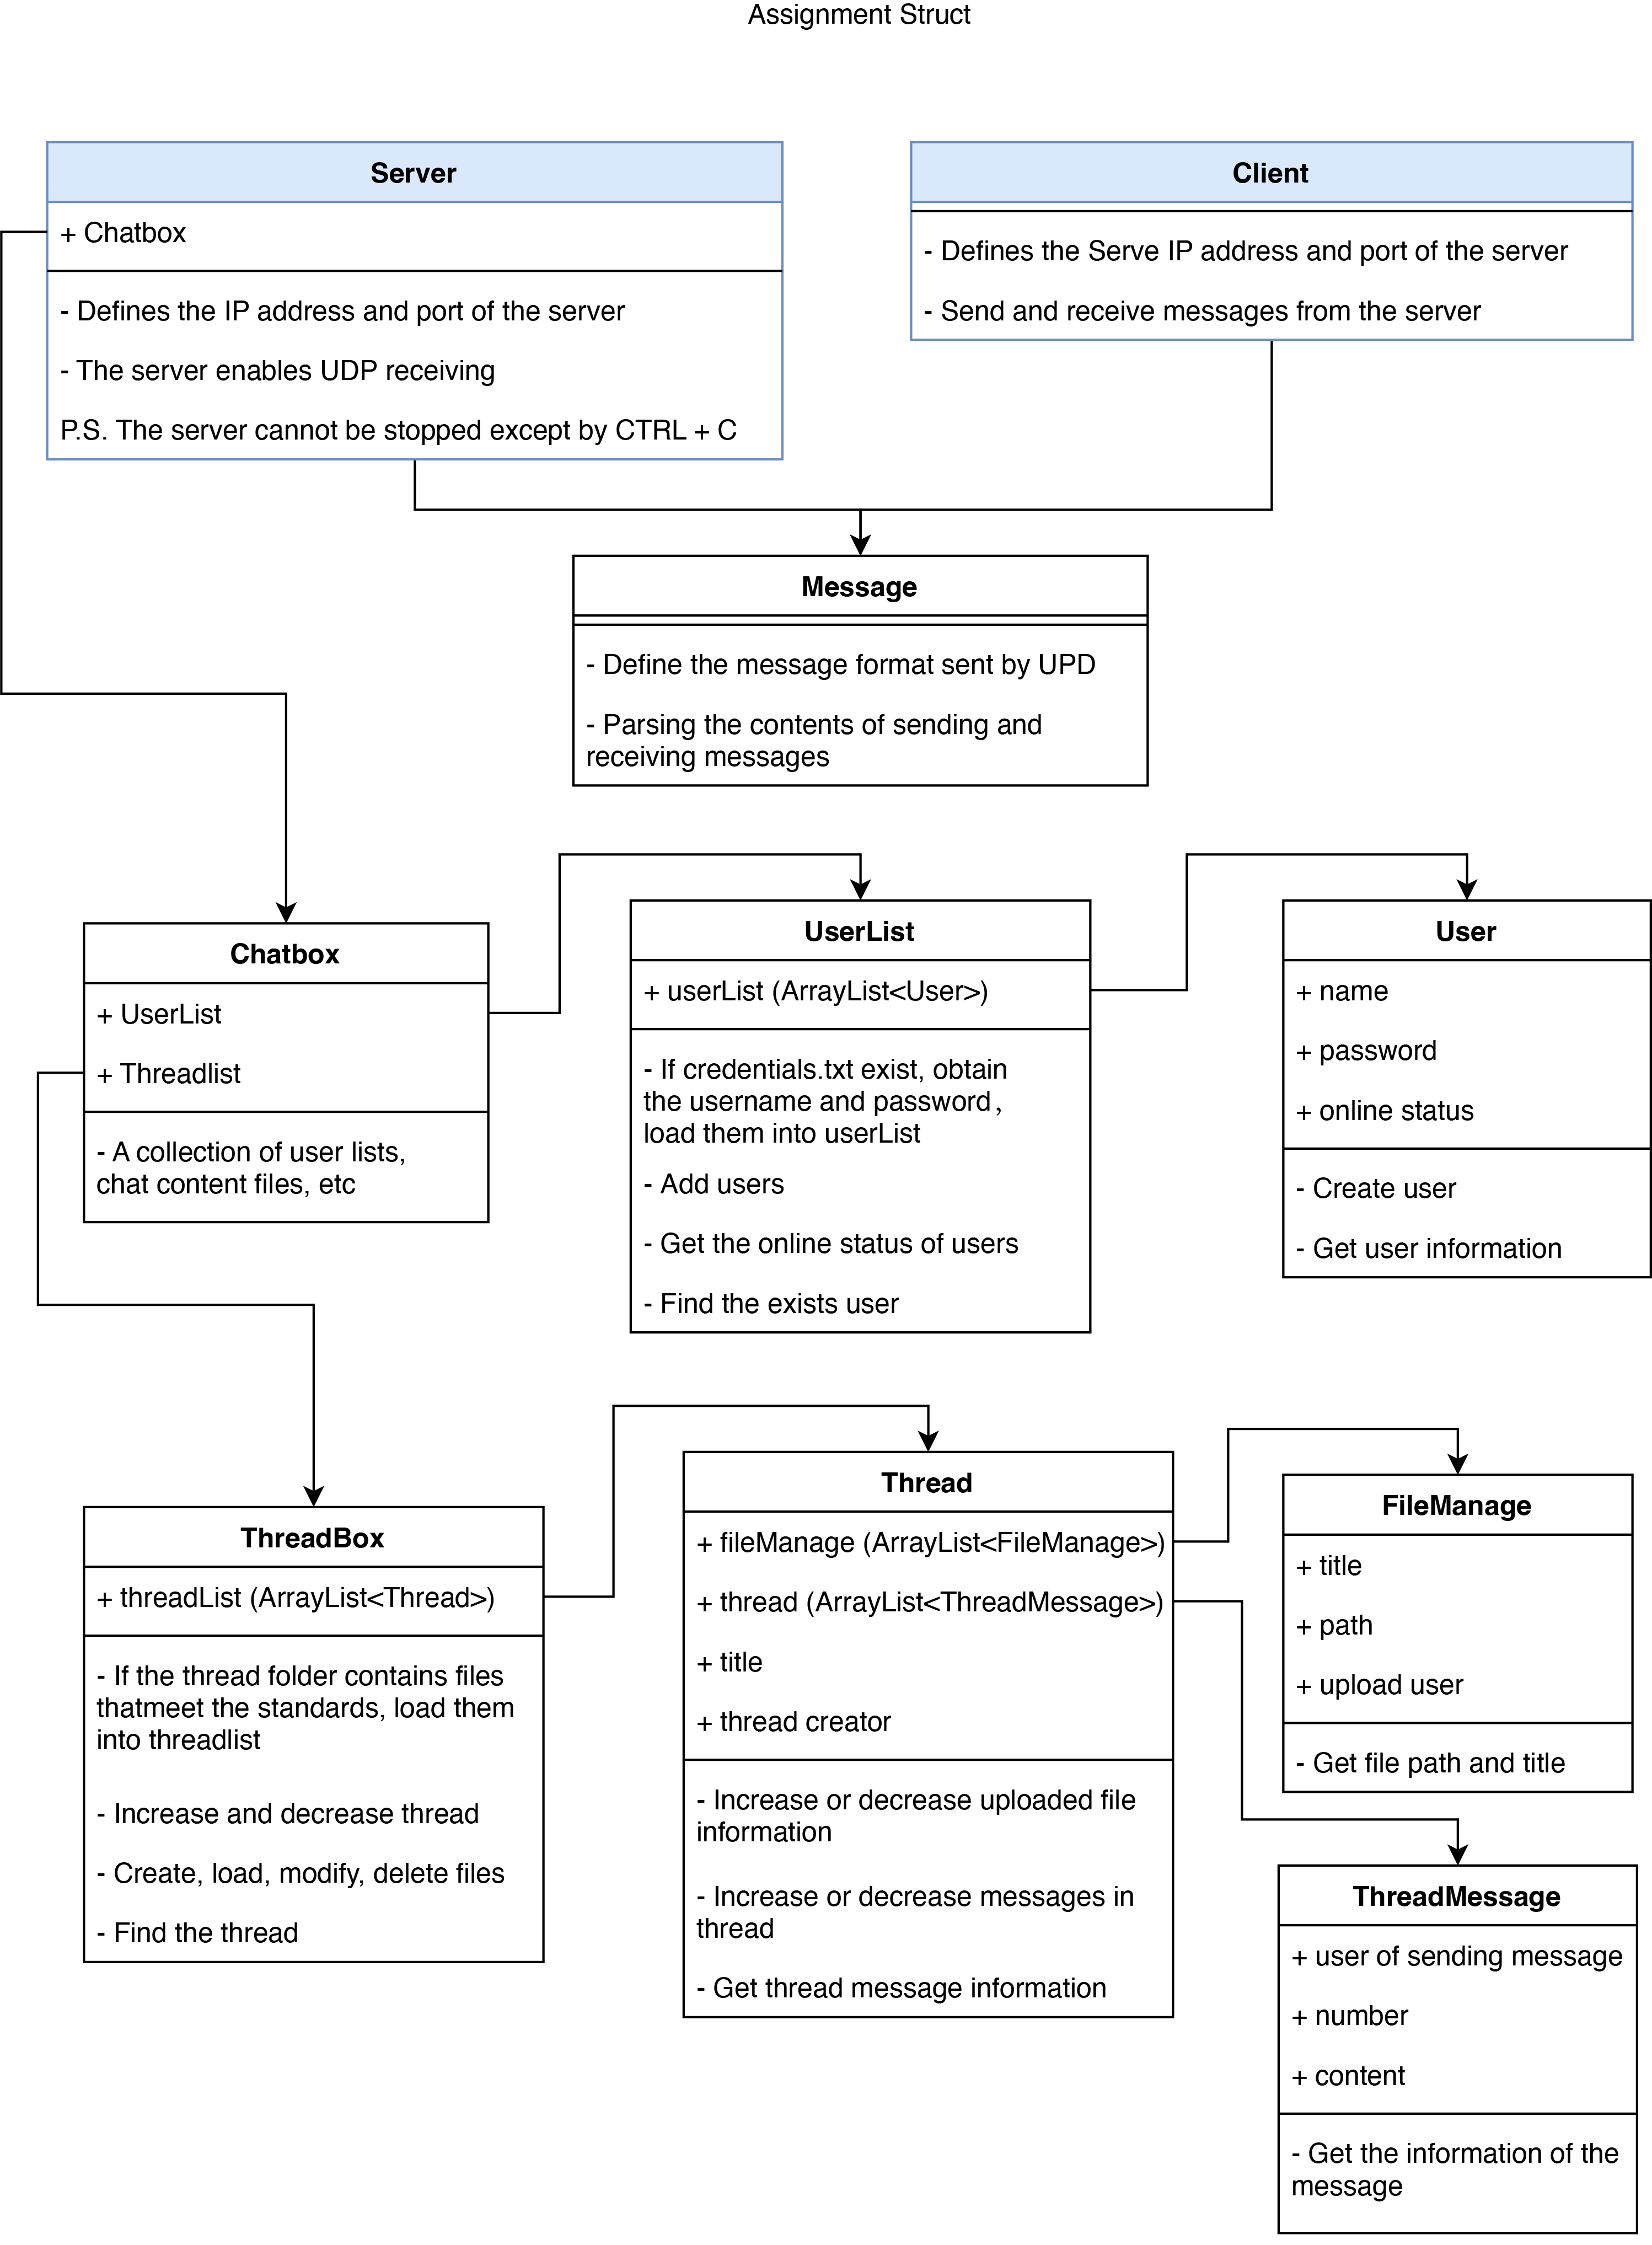 Assignment Struct
Server
+ Chatbox
- Defines the IP address and port of the server
- The server enables UDP receiving
P.S. The server cannot be stopped except by CTRL + C
Client
- Defines the Serve IP address and port of the server
- Send and receive messages from the server
Message
- Define the message format sent by UPD
- Parsing the contents of sending and
receiving messages
Chatbox
+ UserList
+ Threadlist
- A collection of user lists,
chat content files, etc
UserList
+ userList (ArrayList<User>)
- If credentials.txt exist, obtain
the username and password，
load them into userList
- Add users
- Get the online status of users
- Find the exists user
User
+ name
+ password
+ online status
- Create user
- Get user information
ThreadBox
+ threadList (ArrayList<Thread>)
- If the thread folder contains files
thatmeet the standards, load them
into threadlist
- Increase and decrease thread
- Create, load, modify, delete files
- Find the thread
Thread
+ fileManage (ArrayList<FileManage>)
+ thread (ArrayList<ThreadMessage>)
+ title
+ thread creator
- Increase or decrease uploaded file
information
- Increase or decrease messages in
thread
- Get thread message information
FileManage
+ title
+ path
+ upload user
- Get file path and title
ThreadMessage
+ user of sending message
+ number
+ content
- Get the information of the
message